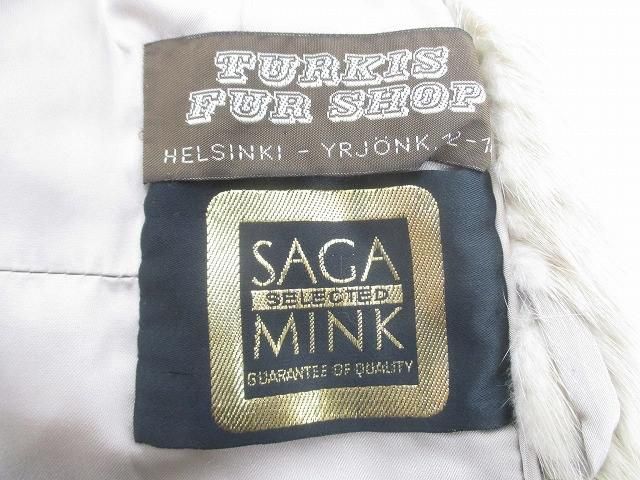 TURKIS
FUR SHOP
HELSINKI - YRJÖNK.
SAGA
SELECTED
MINK
GUARANTEE OF QUALITY